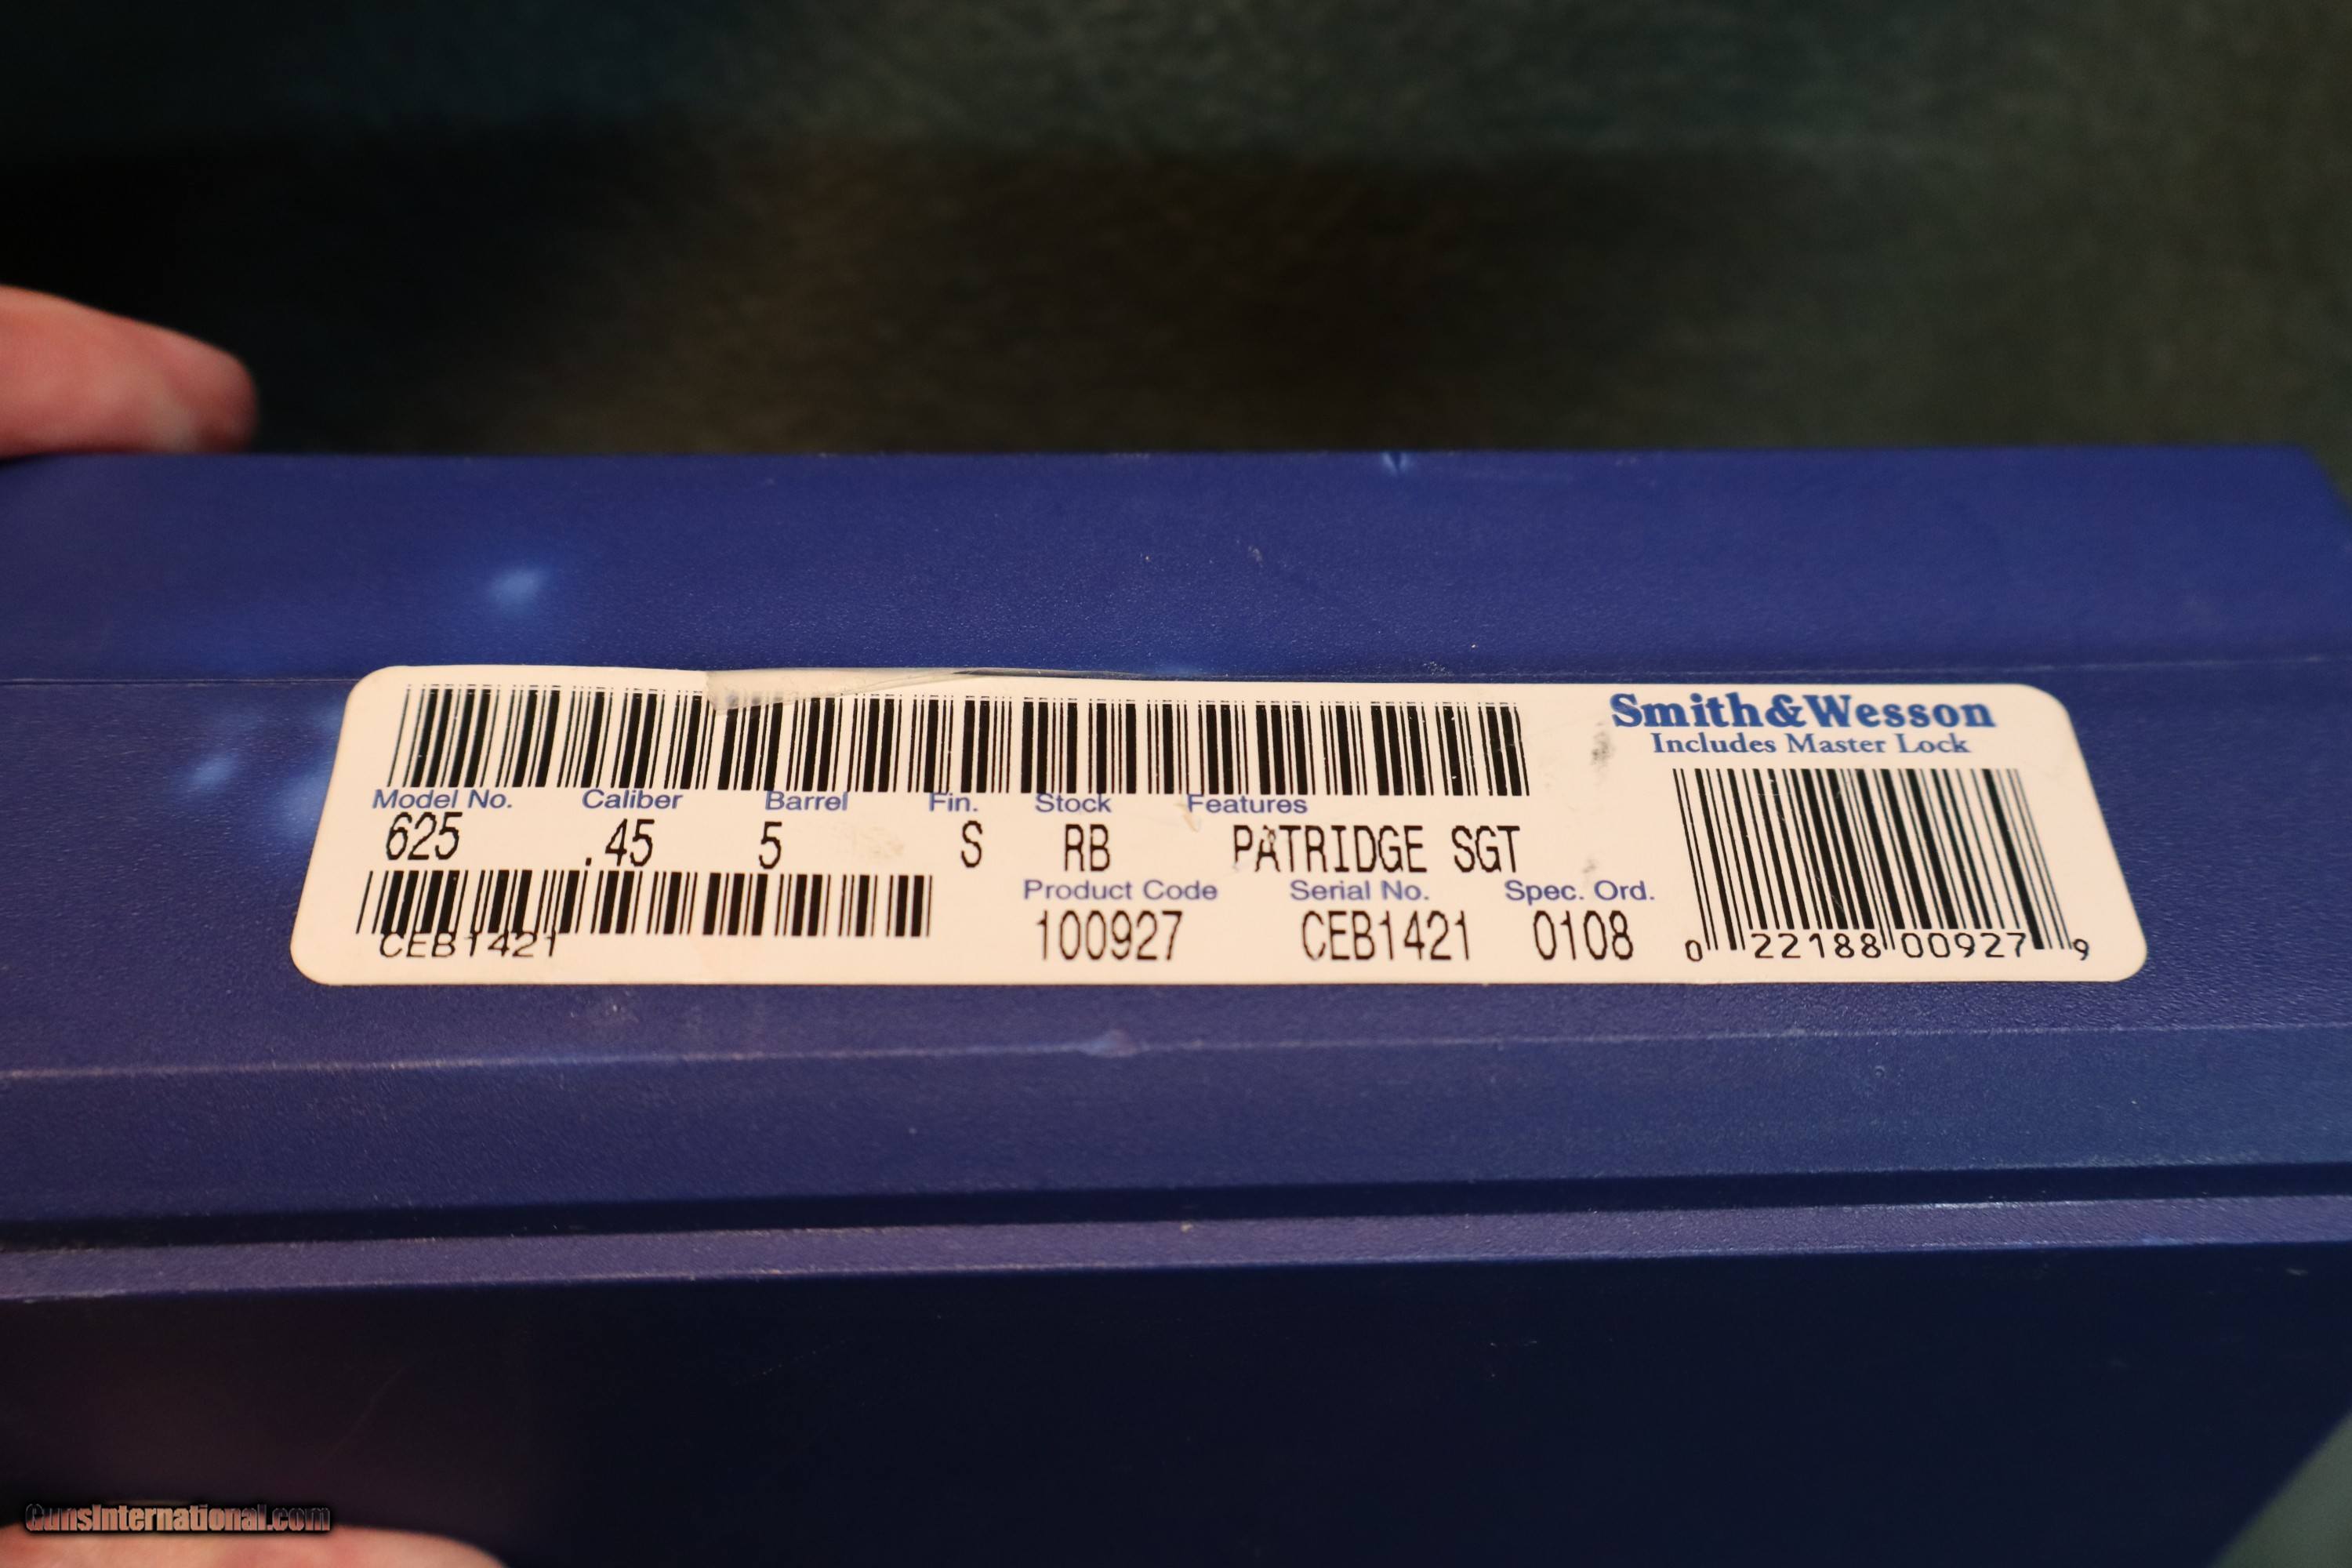 Smith&Wesson
Includes Master Lock
Model No. Caliber Barrel Fin. Stock Features
625 .45 5 S RB PATRIDGE SGT
Product Code Serial No. Spec. Ord.
100927 CEB1421 0108
CEB1421
0 22188 00927 9
GunsInternational.com